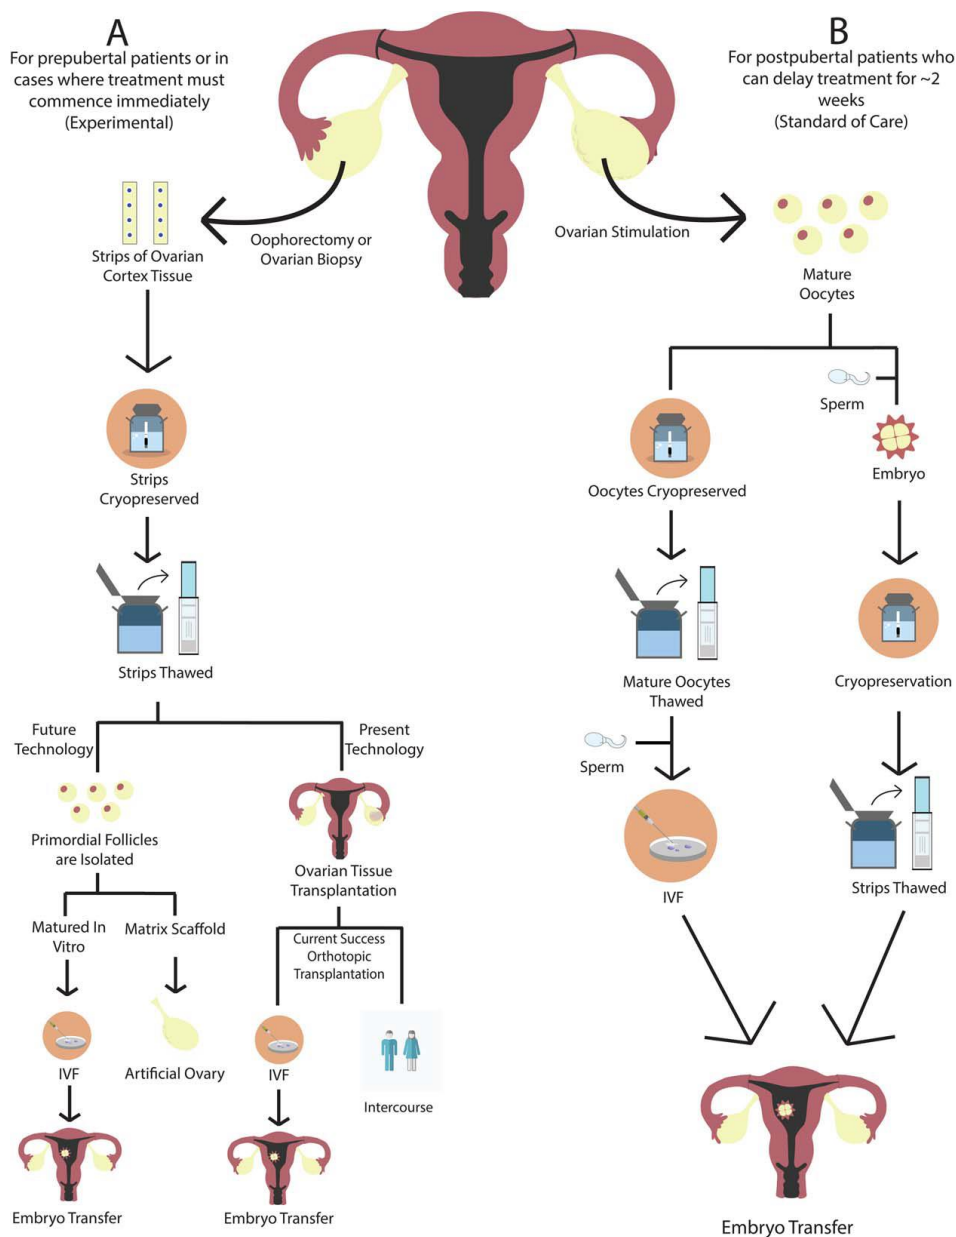 A
For prepubertal patients or in
cases where treatment must
commence immediately
(Experimental)
B
For postpubertal patients who
can delay treatment for ~2
weeks
(Standard of Care)
Strips of Ovarian
Cortex Tissue
Oophorectomy or
Ovarian Biopsy
Ovarian Stimulation
Mature
Oocytes
Strips
Cryopreserved
Strips Thawed
Future
Technology
Present
Technology
Primordial Follicles
are Isolated
Ovarian Tissue
Transplantation
Matured In
Vitro
Matrix Scaffold
Current Success
Orthotopic
Transplantation
IVF
Artificial Ovary
IVF
Intercourse
Embryo Transfer
Embryo Transfer
Sperm
Oocytes Cryopreserved
Embryo
Mature Oocytes
Thawed
Cryopreservation
Sperm
IVF
Strips Thawed
Embryo Transfer